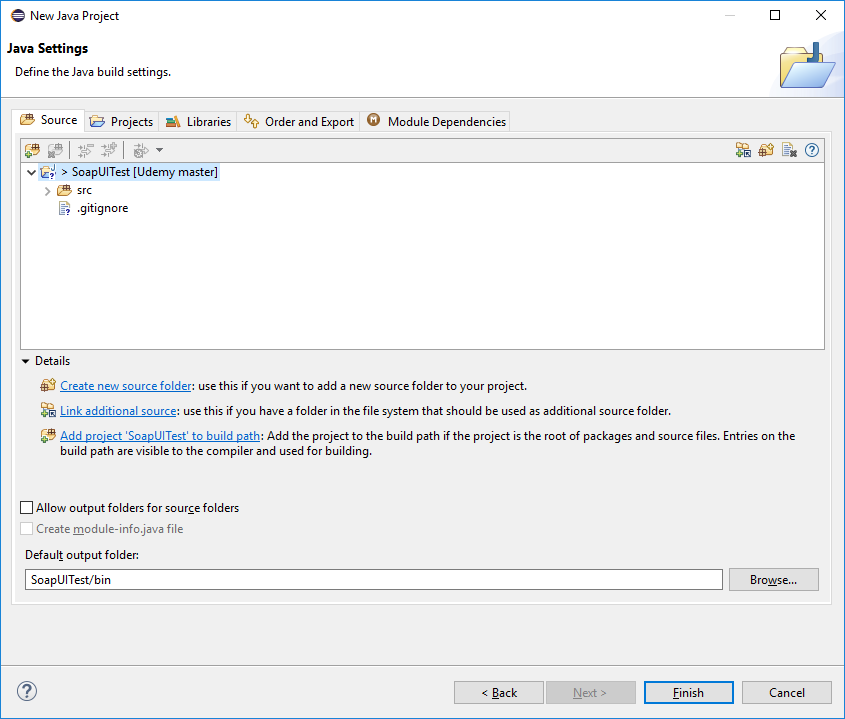 New Java Project
Java Settings
Define the Java build settings.
Source Projects Libraries Order and Export Module Dependencies
> SoapUITest [Udemy master]
src
.gitignore
Details
Create new source folder: use this if you want to add a new source folder to your project.
Link additional source: use this if you have a folder in the file system that should be used as additional source folder.
Add project 'SoapUITest' to build path: Add the project to the build path if the project is the root of packages and source files. Entries on the
build path are visible to the compiler and used for building.
Allow output folders for source folders
Create module-info.java file
Default output folder:
SoapUITest/bin
Browse...
< Back Next > Finish Cancel